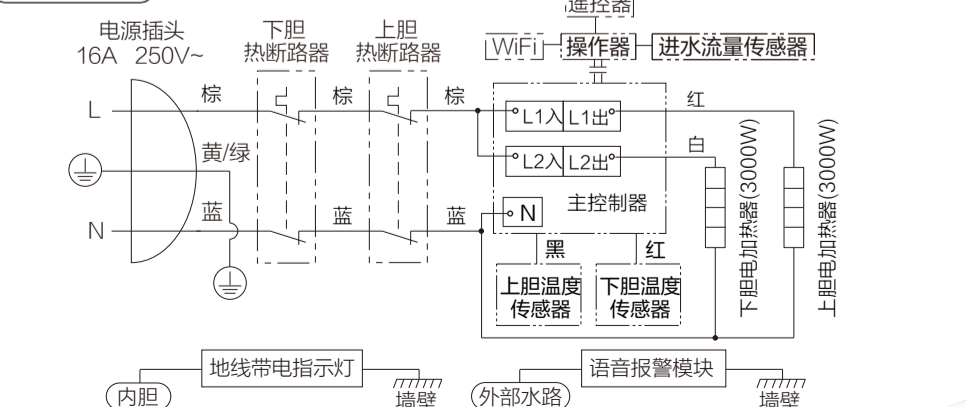 遥控器
电源插头
16A 250V~
下胆
热断路器
上胆
热断路器
WiFi
操作器
进水流量传感器
L
棕
棕
棕
L1入
L1出
红
黄/绿
L2入
L2出
白
N
蓝
蓝
蓝
N
主控制器
下胆电加热器(3000W)
上胆电加热器(3000W)
黑
红
上胆温度
传感器
下胆温度
传感器
地线带电指示灯
内胆
墙壁
语音报警模块
外部水路
墙壁